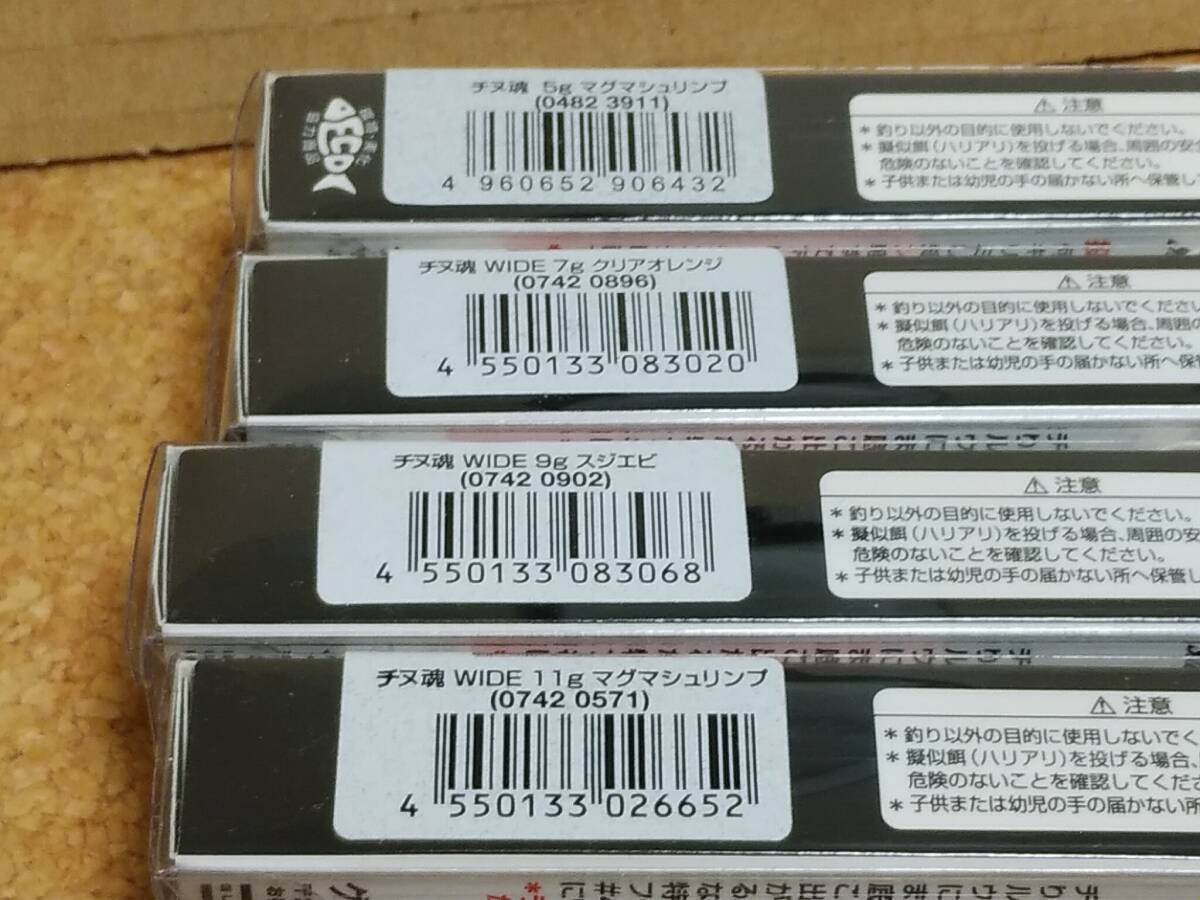 チヌ魂 5g マグマシュリンプ
(0482 3911)
4 960652 906432
ECO
⚠ 注意
*釣り以外の目的に使用しないでください。
*擬似餌(ハリアリ)を投げる場合、周囲の安全
危険のないことを確認してください。
*子供または幼児の手の届かない所へ保管して
チヌ魂 WIDE 7g クリアオレンジ
(0742 0896)
4 550133 083020
⚠ 注意
*釣り以外の目的に使用しないでくださ
*擬似餌(ハリアリ)を投げる場合、周囲の
危険のないことを確認してください。
*子供または幼児の手の届かない所へ保管
チヌ魂 WIDE 9g スジエビ
(0742 0902)
4 550133 083068
⚠ 注意
*釣り以外の目的に使用しないでください。
*擬似餌(ハリアリ)を投げる場合、周囲の安
危険のないことを確認してください。
*子供または幼児の手の届かない所へ保管し
チヌ魂 WIDE 11g マグマシュリンプ
(0742 0571)
4 550133 026652
⚠ 注意
*釣り以外の目的に使用しないでく
*擬似餌(ハリアリ)を投げる場合、
危険のないことを確認してくださ
*子供または幼児の手の届かない所